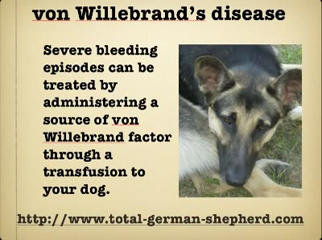 von Willebrand's disease
Severe bleeding
episodes can be
treated by
administering a
source of von
Willebrand factor
through a
transfusion to
your dog.
http://www.total-german-shepherd.com